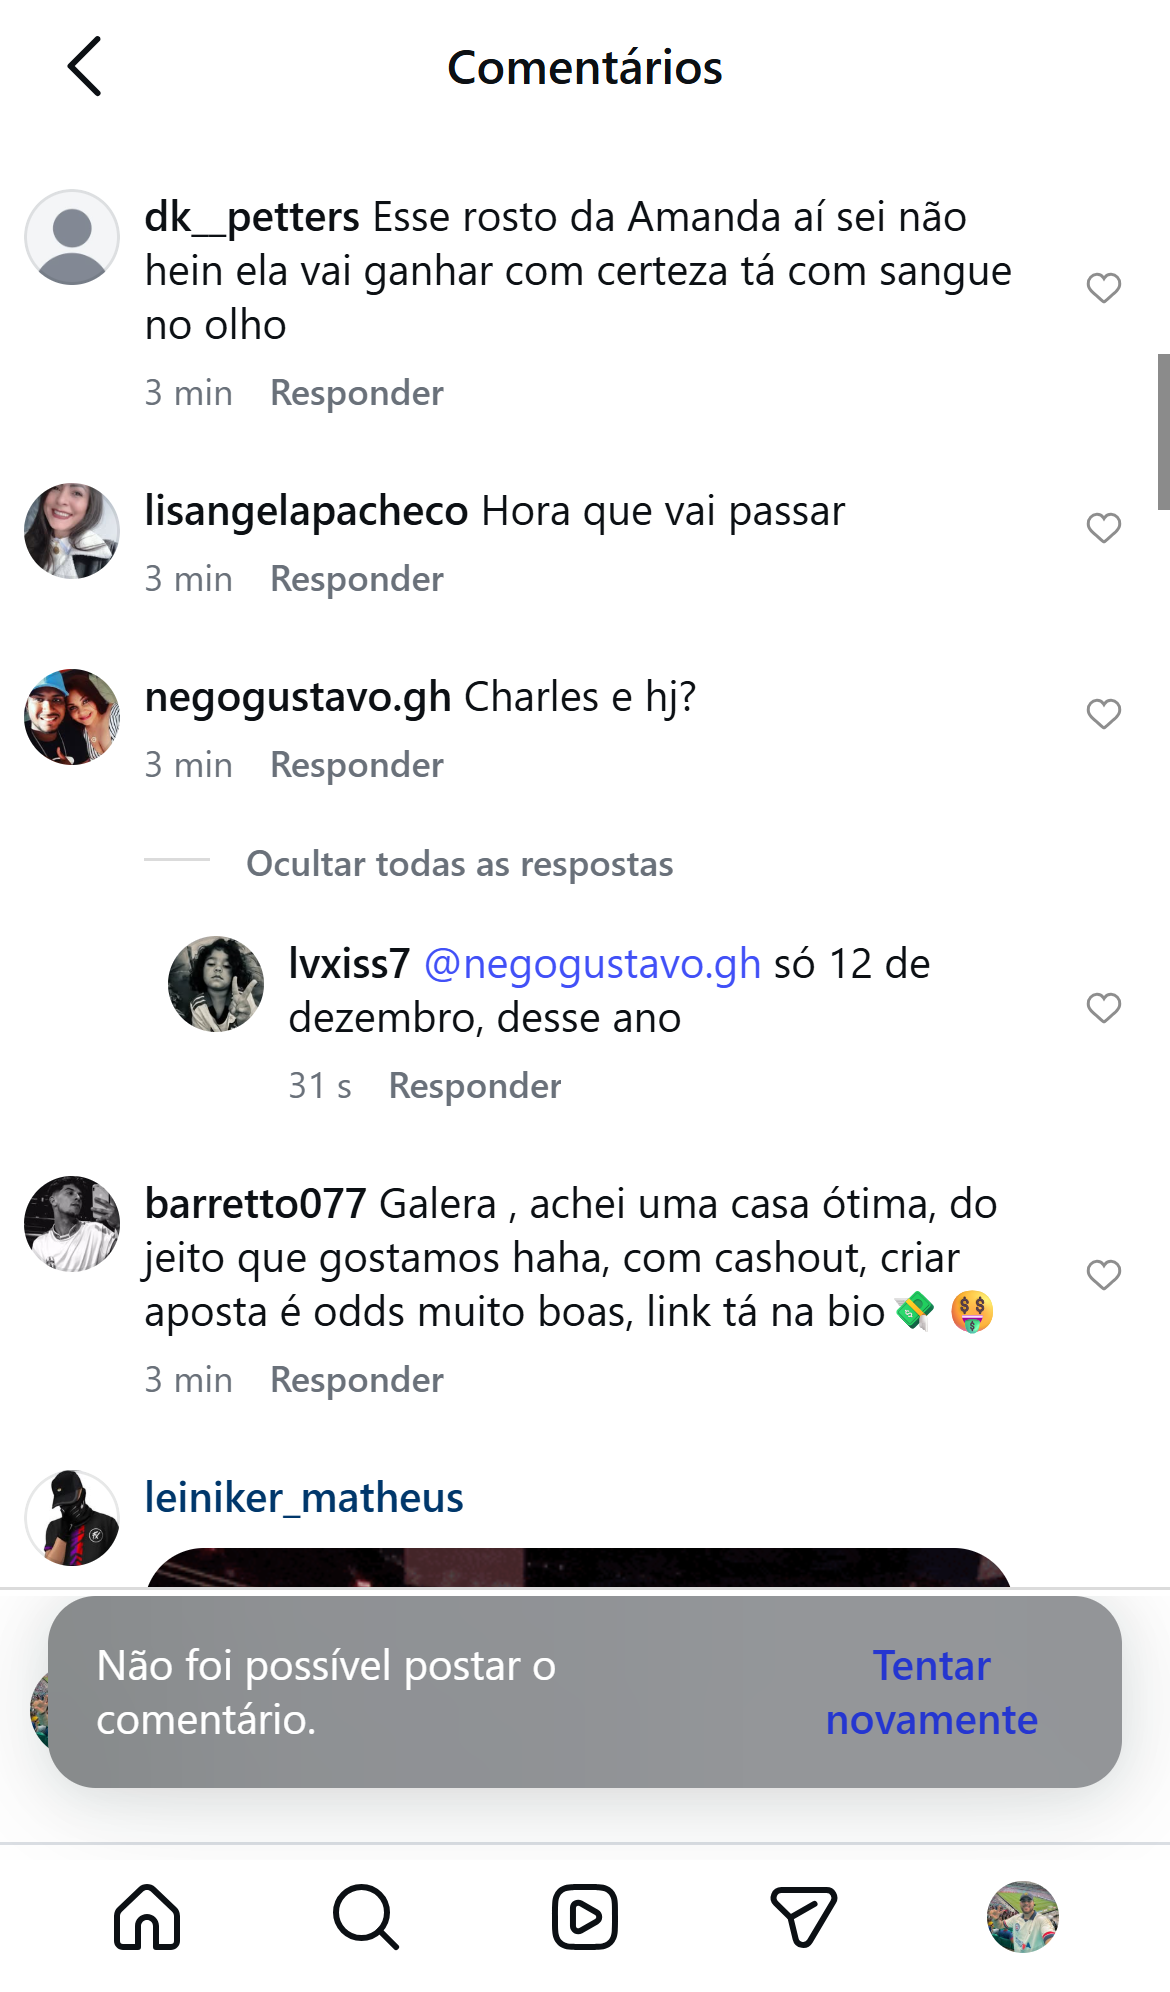 Comentários
dk__petters Esse rosto da Amanda aí sei não
hein ela vai ganhar com certeza tá com sangue
no olho
3 min Responder
lisangelapacheco Hora que vai passar
3 min Responder
negogustavo.gh Charles e hj?
3 min Responder
Ocultar todas as respostas
lvxiss7 @negogustavo.gh só 12 de
dezembro, desse ano
31 s Responder
barretto077 Galera , achei uma casa ótima, do
jeito que gostamos haha, com cashout, criar
aposta é odds muito boas, link tá na bio💸 🤑
3 min Responder
leiniker_matheus
Não foi possível postar o
comentário.
Tentar
novamente